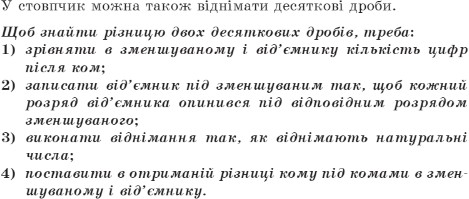 У стовпчик можна також віднімати десяткові дроби.
Щоб знайти різницю двох десяткових дробів, треба:
1) зрівняти в зменшуваному і від'ємнику кількість цифр
після ком;
2) записати від'ємник під зменшуваним так, щоб кожний
розряд від'ємника опинився під відповідним розрядом
зменшуваного;
3) виконати віднімання так, як віднімають натуральні
числа;
4) поставити в отриманій різниці кому під комами в змен-
шуваному і від'ємнику.